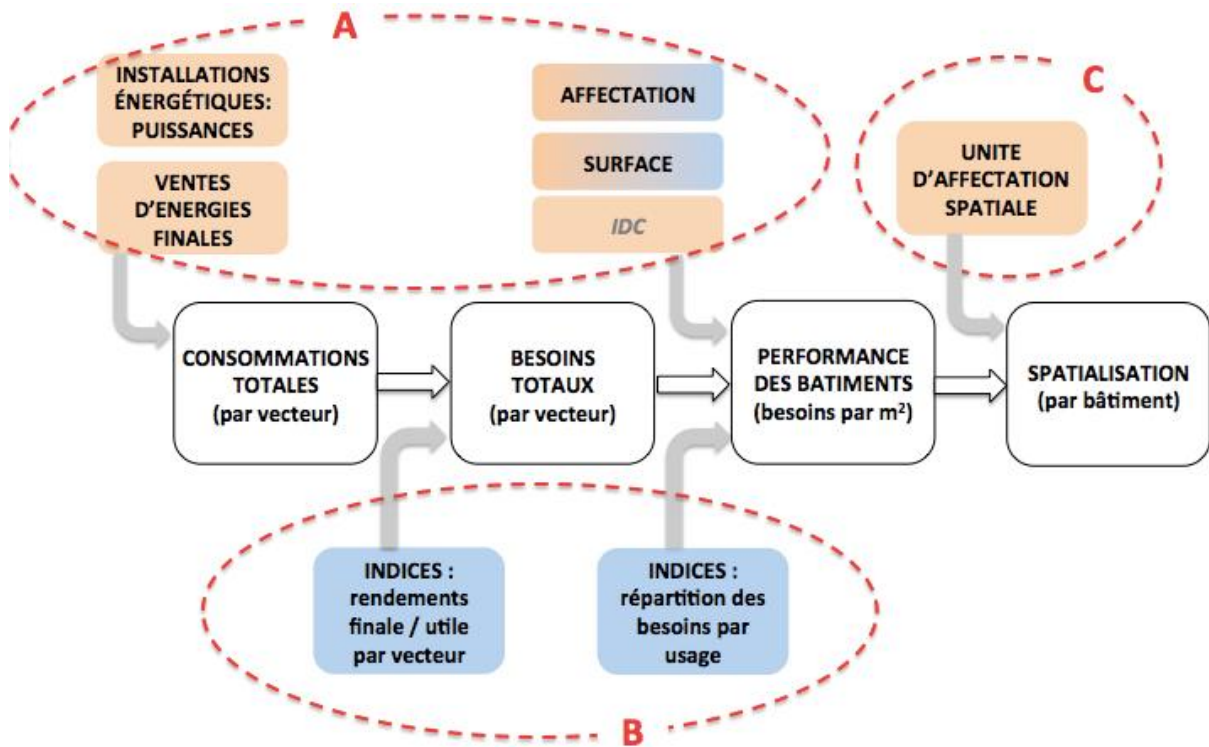 A
INSTALLATIONS
ÉNERGÉTIQUES:
PUISSANCES
VENTES
D'ENERGIES
FINALES
AFFECTATION
SURFACE
IDC
C
UNITE
D'AFFECTATION
SPATIALE
CONSOMMATIONS
TOTALES
(par vecteur)
BESOINS
TOTAUX
(par vecteur)
PERFORMANCE
DES BATIMENTS
(besoins par m²)
SPATIALISATION
(par bâtiment)
INDICES :
rendements
finale / utile
par vecteur
INDICES :
répartition des
besoins par
usage
B